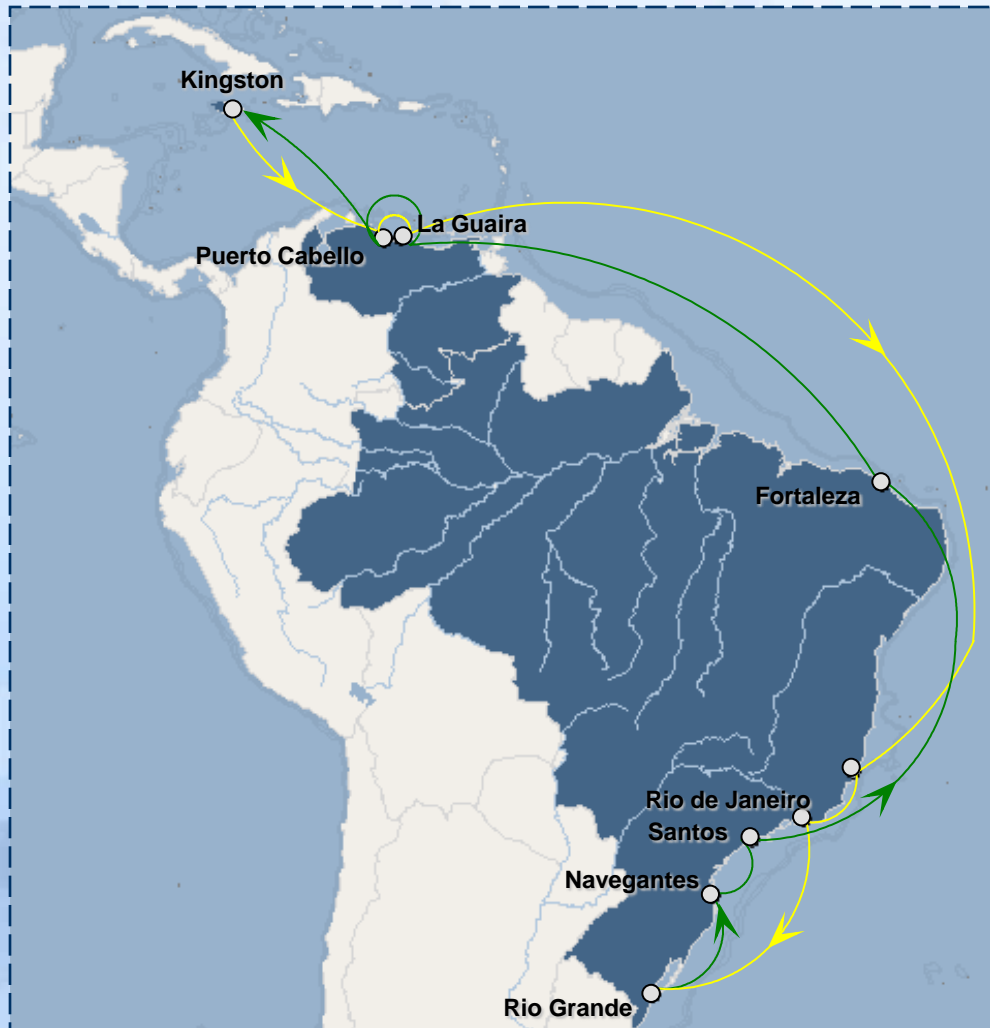 Kingston
La Guaira
Puerto Cabello
Fortaleza
Rio de Janeiro
Santos
Navegantes
Rio Grande